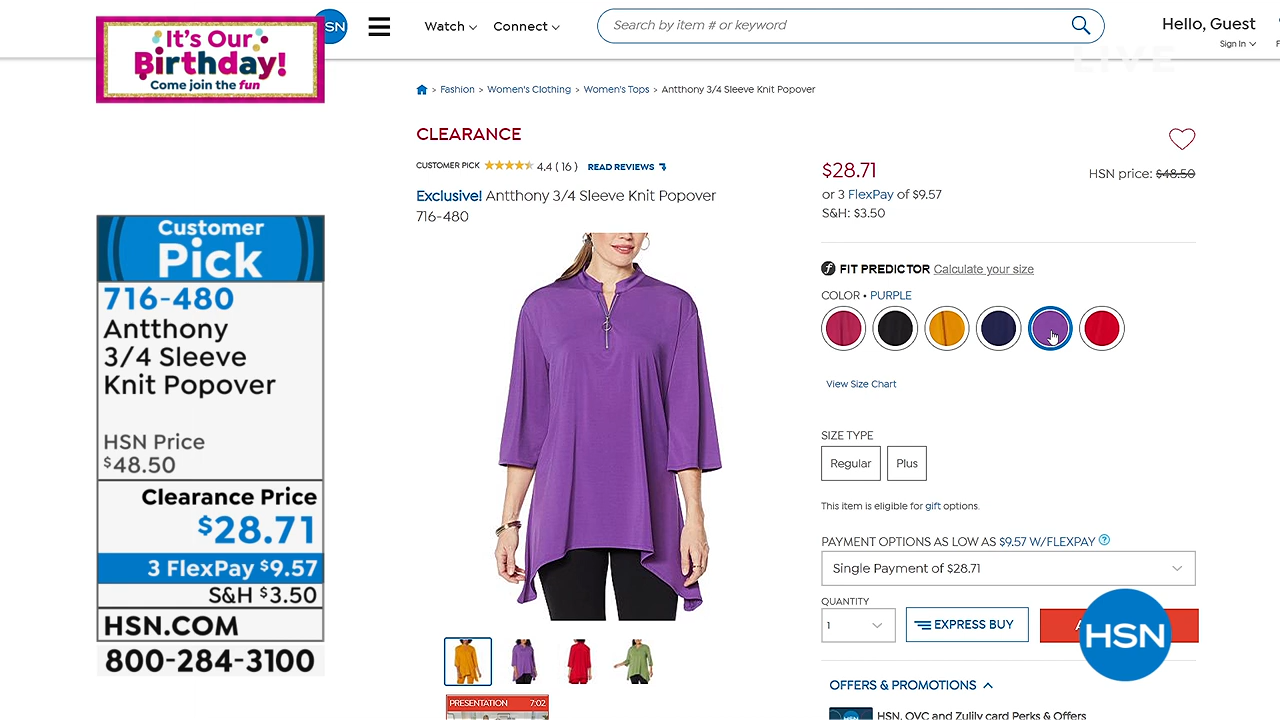 It's Our
Birthday!
Come join the fun
SN
Watch
Connect
Search by item # or keyword
Hello, Guest
Sign In
LIVE
Fashion > Women's Clothing > Women's Tops > Antthony 3/4 Sleeve Knit Popover
CLEARANCE
CUSTOMER PICK 4.4 ( 16 ) READ REVIEWS
Exclusive! Antthony 3/4 Sleeve Knit Popover
716-480
$28.71
HSN price: $48.50
or 3 FlexPay of $9.57
S&H: $3.50
FIT PREDICTOR Calculate your size
COLOR • PURPLE
View Size Chart
SIZE TYPE
Regular
Plus
This item is eligible for gift options.
PAYMENT OPTIONS AS LOW AS $9.57 W/FLEXPAY
Single Payment of $28.71
QUANTITY
1
EXPRESS BUY
A
HSN
OFFERS & PROMOTIONS
HSN, QVC and Zulily card Perks & Offers
PRESENTATION 7:02
Customer
Pick
716-480
Antthony
3/4 Sleeve
Knit Popover
HSN Price
$48.50
Clearance Price
$28.71
3 FlexPay $9.57
S&H $3.50
HSN.COM
800-284-3100